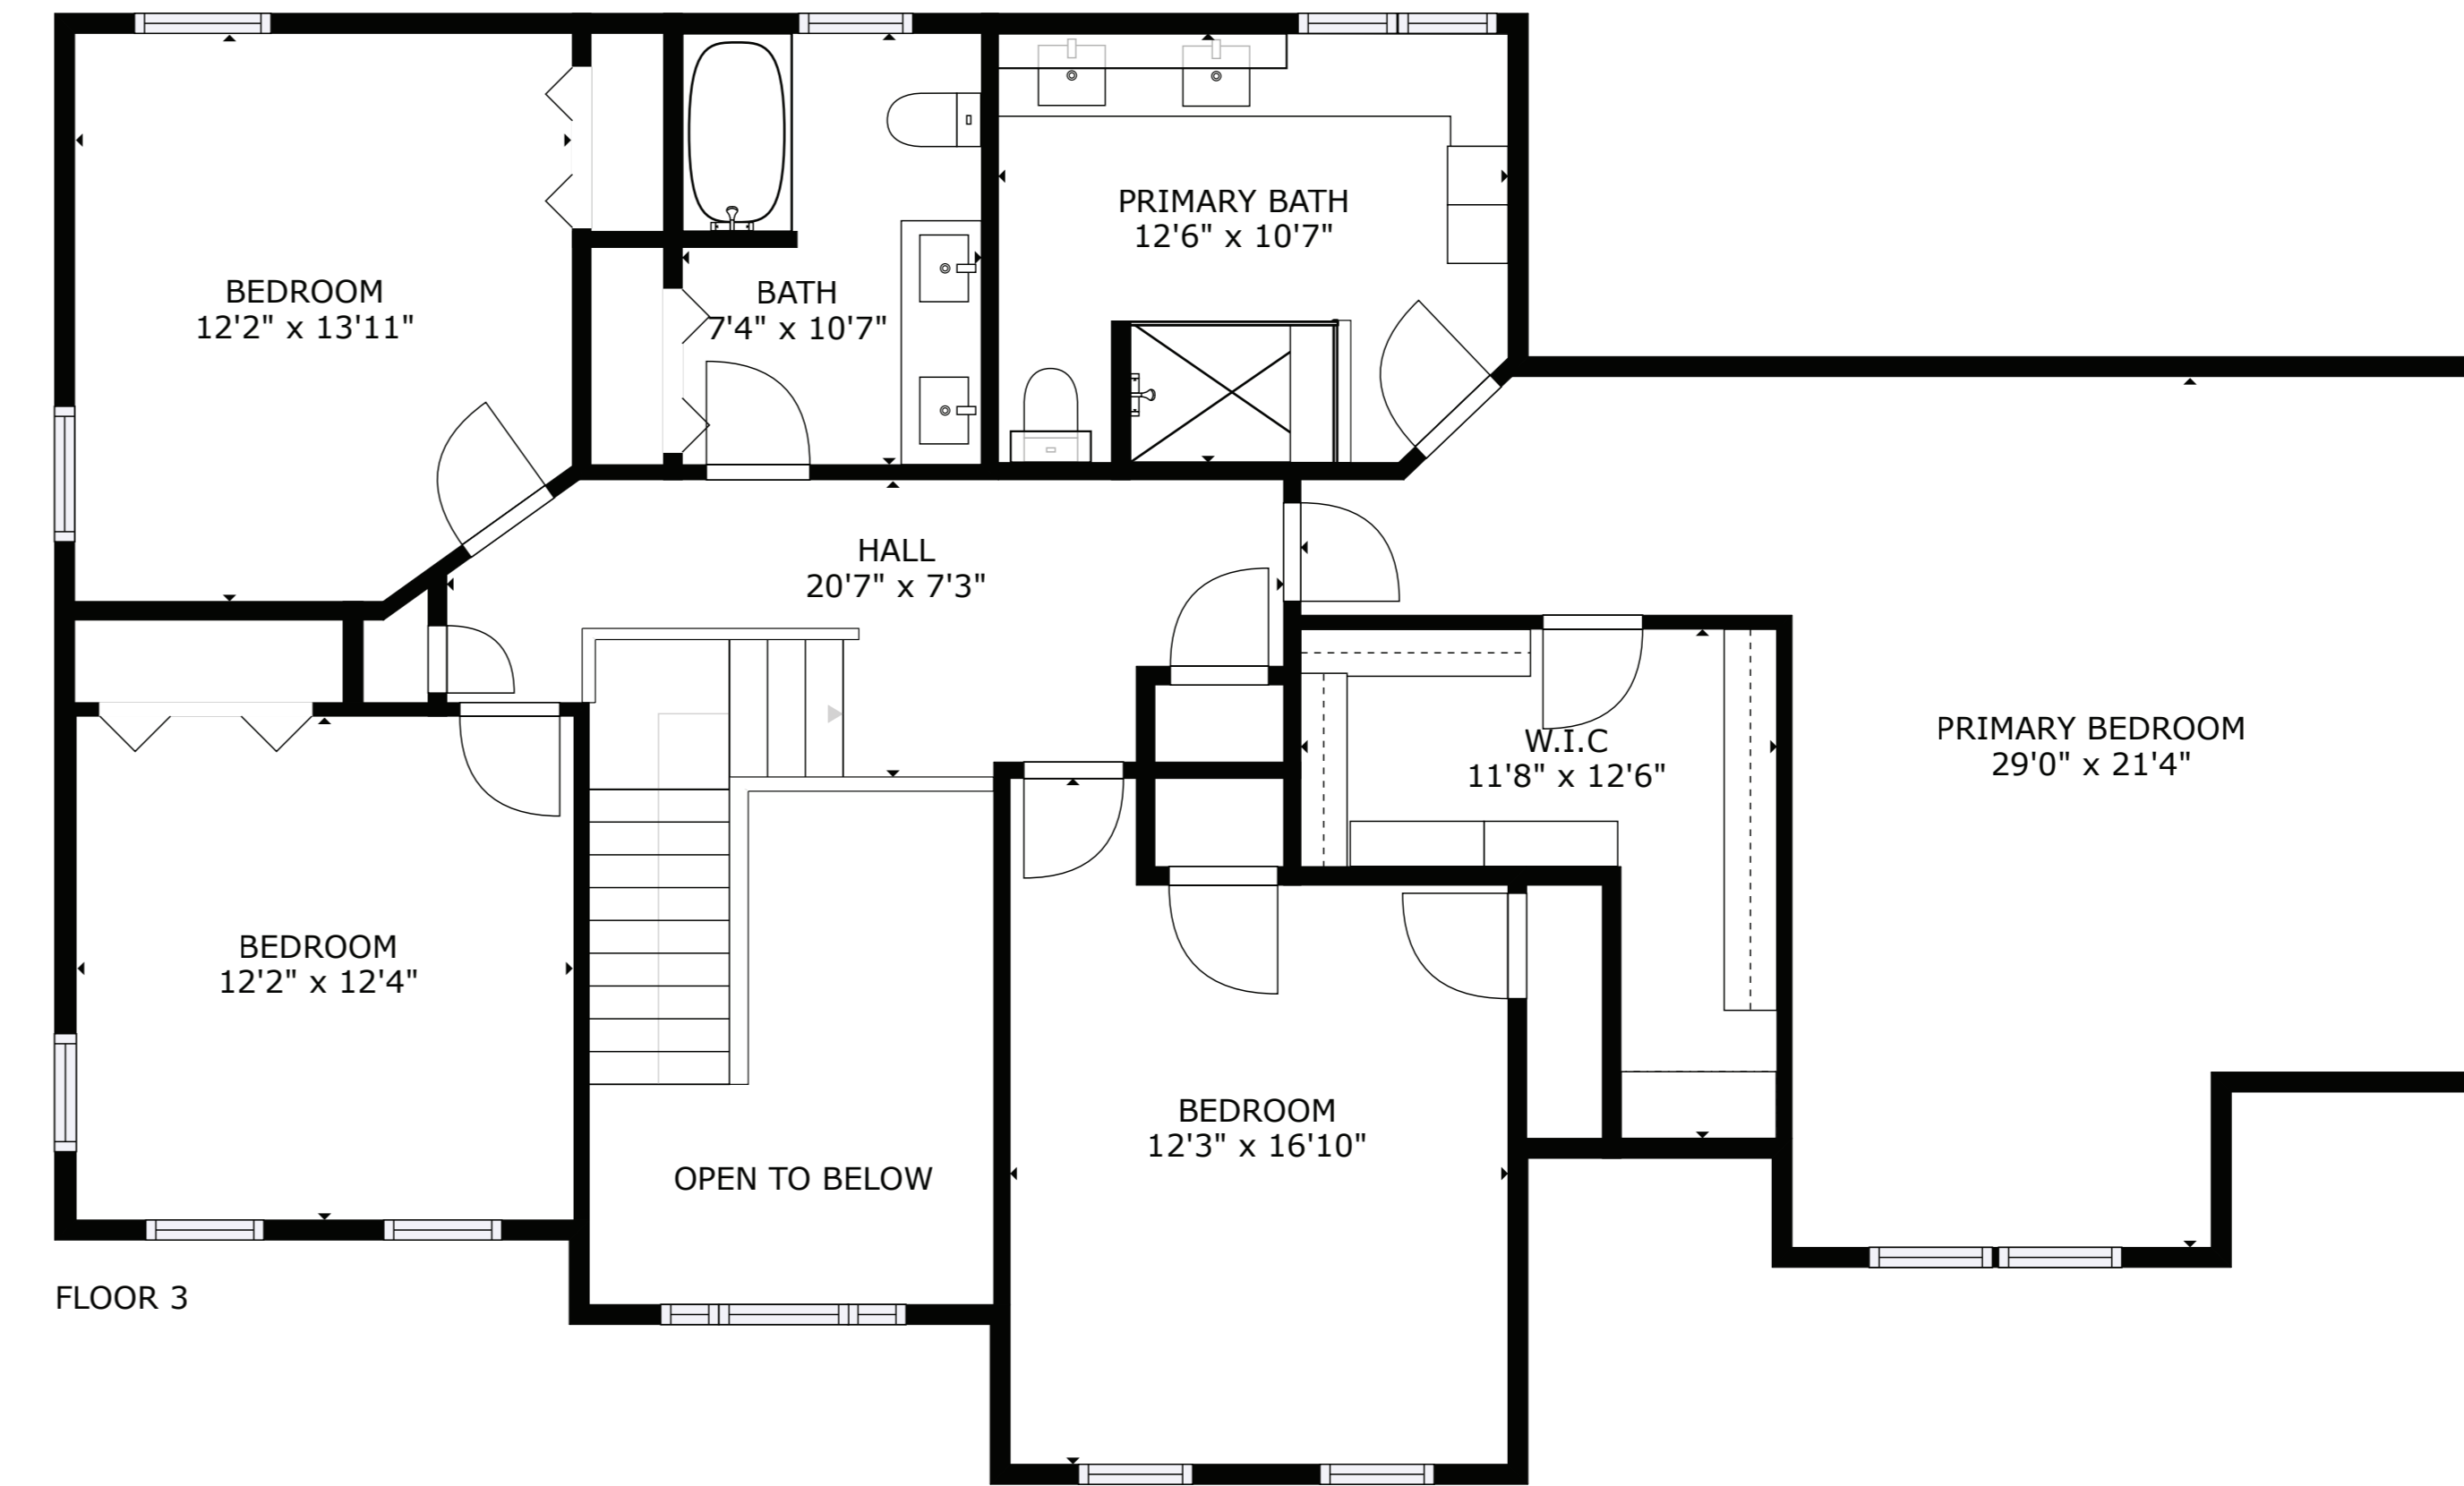 PRIMARY BATH
12'6" x 10'7"
BEDROOM
12'2" x 13'11"
BATH
7'4" x 10'7"
HALL
20'7" x 7'3"
W.I.C
11'8" x 12'6"
PRIMARY BEDROOM
29'0" x 21'4"
BEDROOM
12'2" x 12'4"
BEDROOM
12'3" x 16'10"
OPEN TO BELOW
FLOOR 3